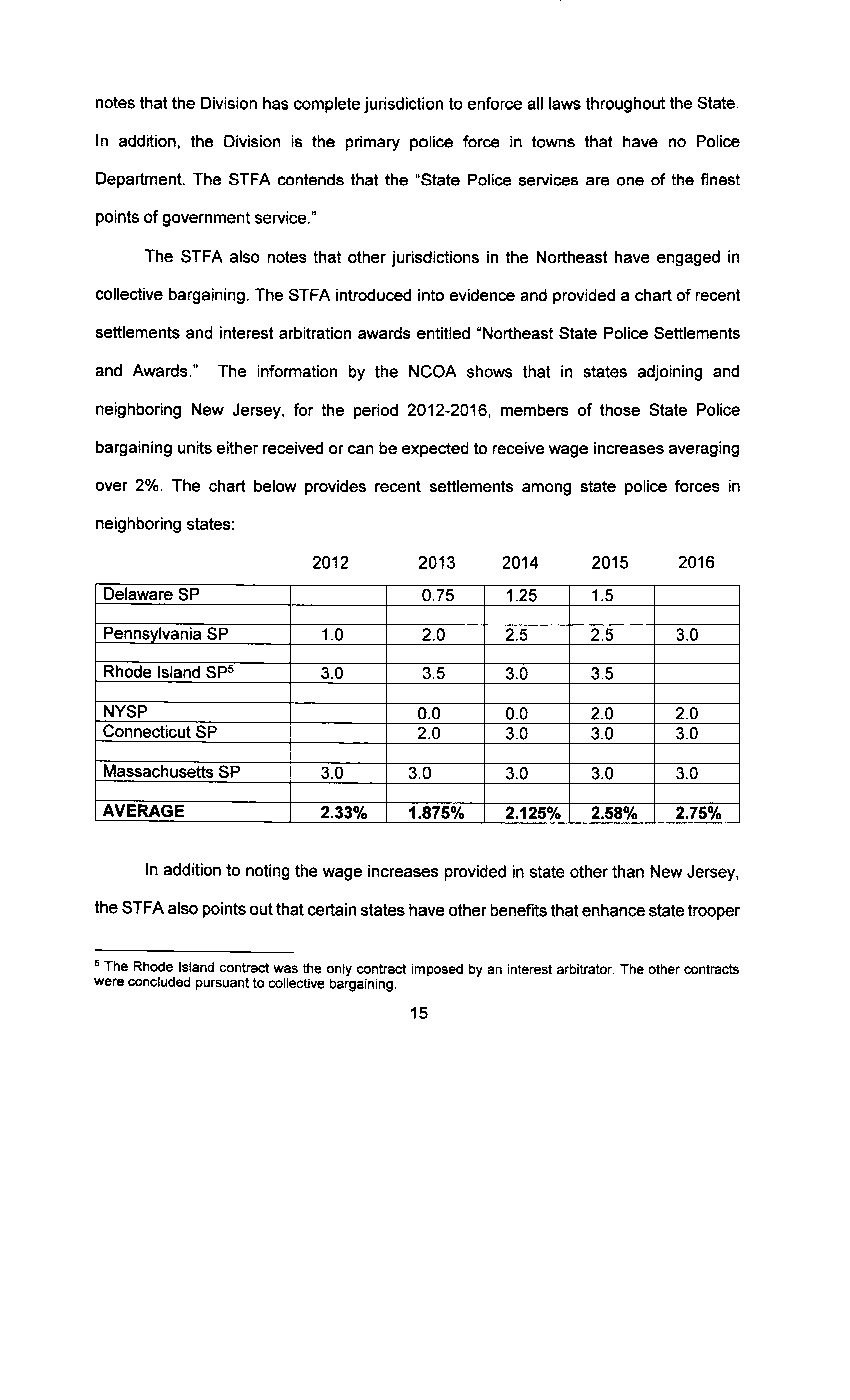 notes that the Division has complete jurisdiction to enforce all laws throughout the State.
In addition, the Division is the primary police force in towns that have no Police
Department. The STFA contends that the “State Police services are one of the finest
points of government service.”
The STFA also notes that other jurisdictions in the Northeast have engaged in
collective bargaining. The STFA introduced into evidence and provided a chart of recent
settlements and interest arbitration awards entitled “Northeast State Police Settlements
and Awards.” The information by the NCOA shows that in states adjoining and
neighboring New Jersey, for the period 2012-2016, members of those State Police
bargaining units either received or can be expected to receive wage increases averaging
over 2%. The chart below provides recent settlements among state police forces in
neighboring states:
2012 2013 2014 2015 2016
Delaware SP 0.75 1.25 1.5
Pennsylvania SP 1.0 2.0 2.5 2.5 3.0
Rhode Island SP⁵ 3.0 3.5 3.0 3.5
NYSP 0.0 0.0 2.0 2.0
Connecticut SP 2.0 3.0 3.0 3.0
Massachusetts SP 3.0 3.0 3.0 3.0 3.0
AVERAGE 2.33% 1.875% 2.125% 2.58% 2.75%
In addition to noting the wage increases provided in state other than New Jersey,
the STFA also points out that certain states have other benefits that enhance state trooper
⁵ The Rhode Island contract was the only contract imposed by an interest arbitrator. The other contracts
were concluded pursuant to collective bargaining.
15